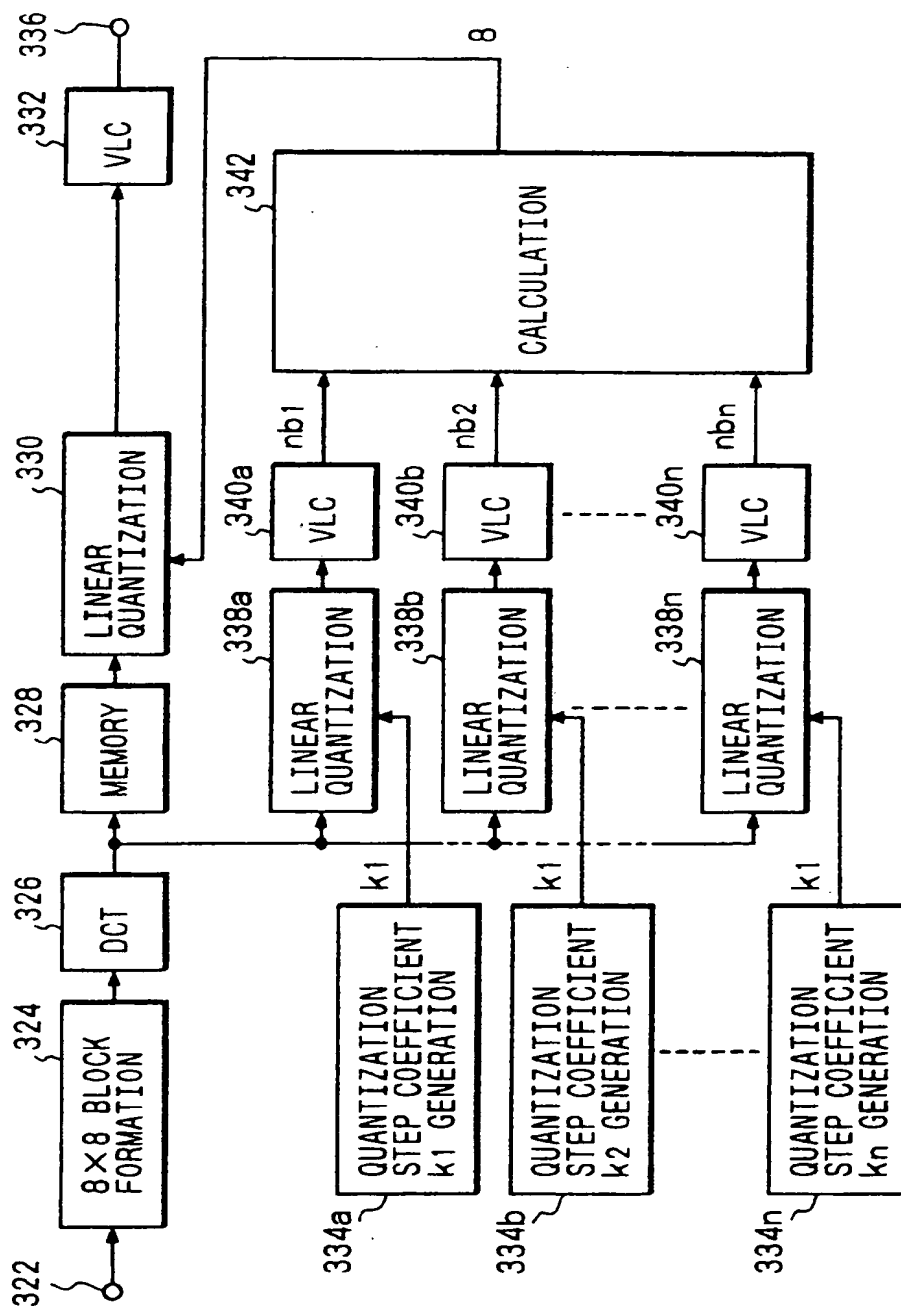 322
324
8×8 BLOCK
FORMATION
326
DCT
328
MEMORY
330
LINEAR
QUANTIZATION
332
VLC
336
334a
QUANTIZATION
STEP COEFFICIENT
k1 GENERATION
k1
338a
LINEAR
QUANTIZATION
340a
VLC
nb1
334b
QUANTIZATION
STEP COEFFICIENT
k2 GENERATION
k1
338b
LINEAR
QUANTIZATION
340b
VLC
nb2
334n
QUANTIZATION
STEP COEFFICIENT
kn GENERATION
k1
338n
LINEAR
QUANTIZATION
340n
VLC
nbn
342
CALCULATION
8